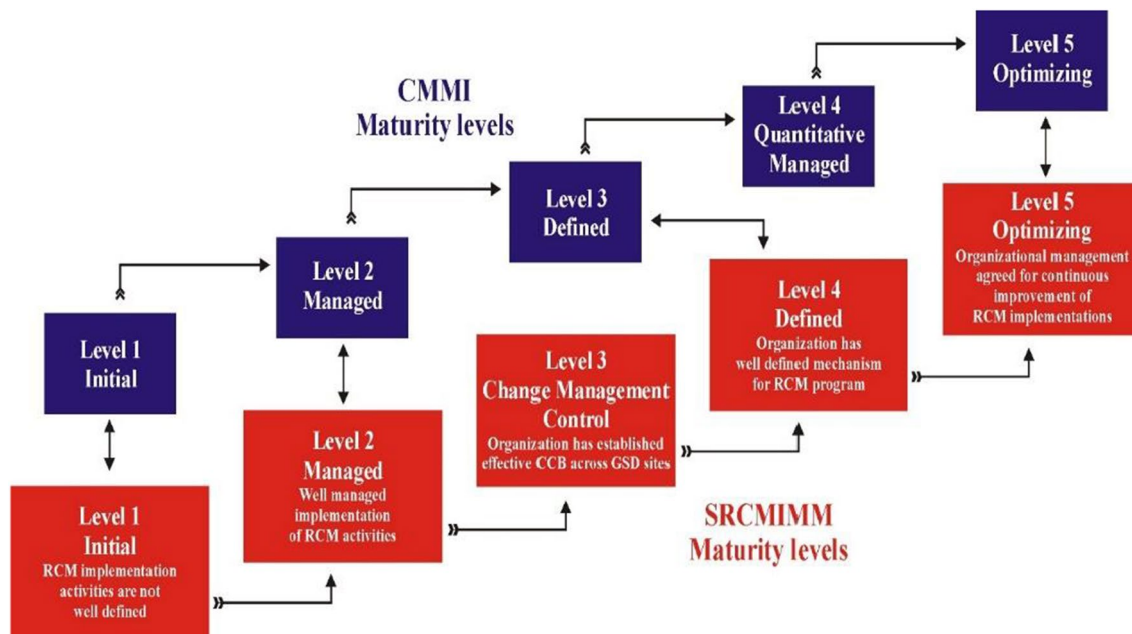 CMMI
Maturity levels
Level 1
Initial
Level 2
Managed
Level 3
Defined
Level 4
Quantitative
Managed
Level 5
Optimizing
Level 1
Initial
RCM implementation
activities are not
well defined
Level 2
Managed
Well managed
implementation
of RCM activities
Level 3
Change Management
Control
Organization has established
effective CCB across GSD sites
Level 4
Defined
Organization has
well defined mechanism
for RCM program
Level 5
Optimizing
Organizational management
agreed for continuous
improvement of
RCM implementations
SRCMIMM
Maturity levels